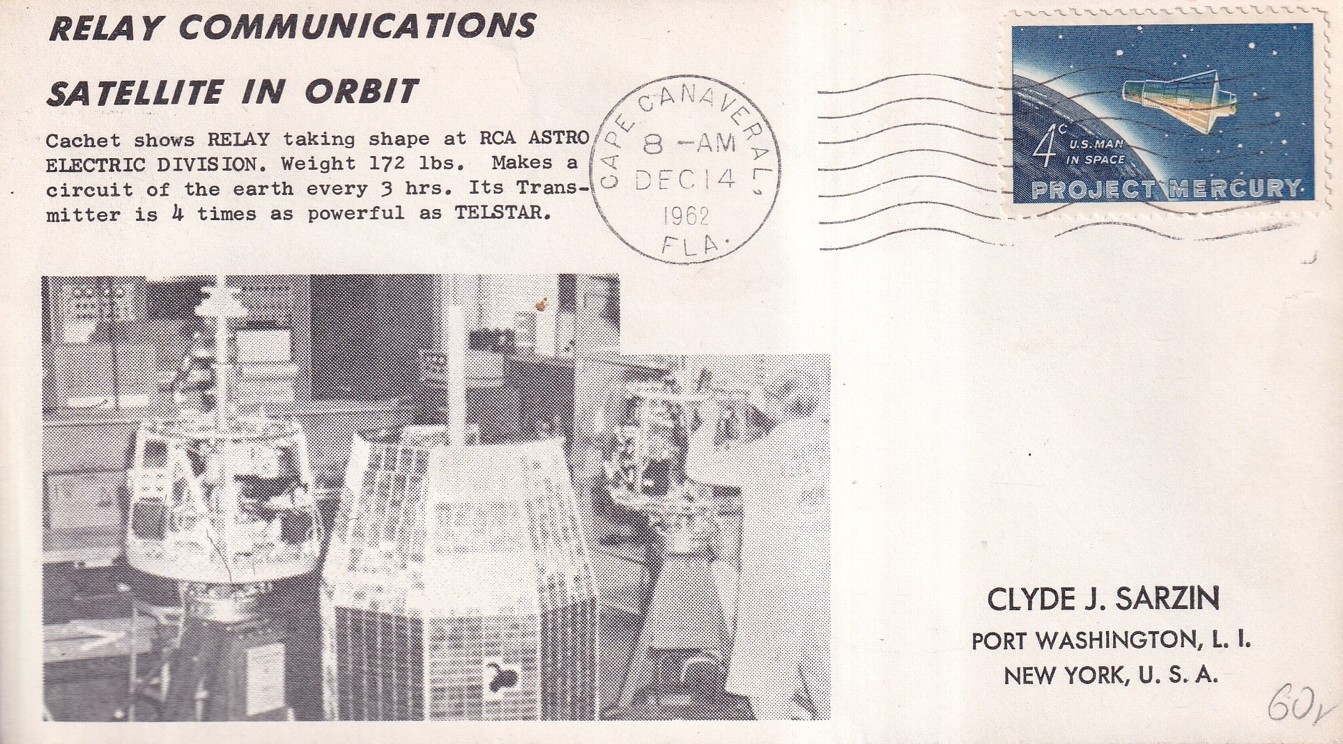 RELAY COMMUNICATIONS
SATELLITE IN ORBIT
Cachet shows RELAY taking shape at RCA ASTRO
ELECTRIC DIVISION. Weight 172 lbs. Makes a
circuit of the earth every 3 hrs. Its Trans-
mitter is 4 times as powerful as TELSTAR.
CAPE CANAVERAL,
8 -AM
DEC 14
1962
FLA.
4c
U.S. MAN
IN SPACE
PROJECT MERCURY
CLYDE J. SARZIN
PORT WASHINGTON, L. I.
NEW YORK, U. S. A.